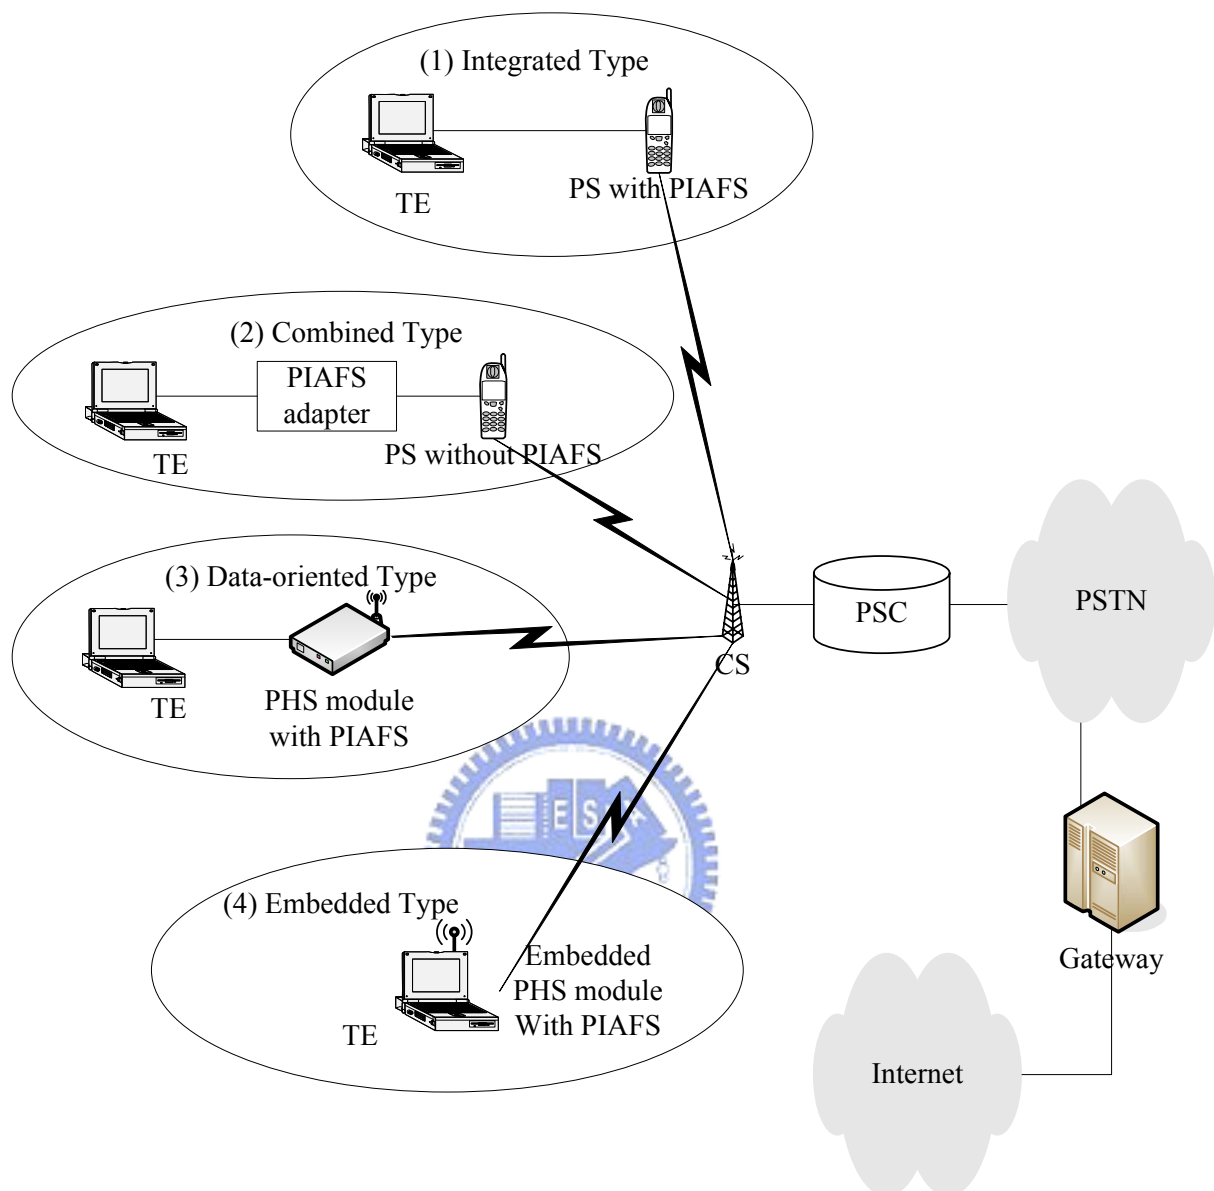 (1) Integrated Type
TE
PS with PIAFS
(2) Combined Type
PIAFS
adapter
TE
PS without PIAFS
(3) Data-oriented Type
TE
PHS module
with PIAFS
CS
PSC
PSTN
(4) Embedded Type
TE
Embedded
PHS module
With PIAFS
Gateway
Internet
ES